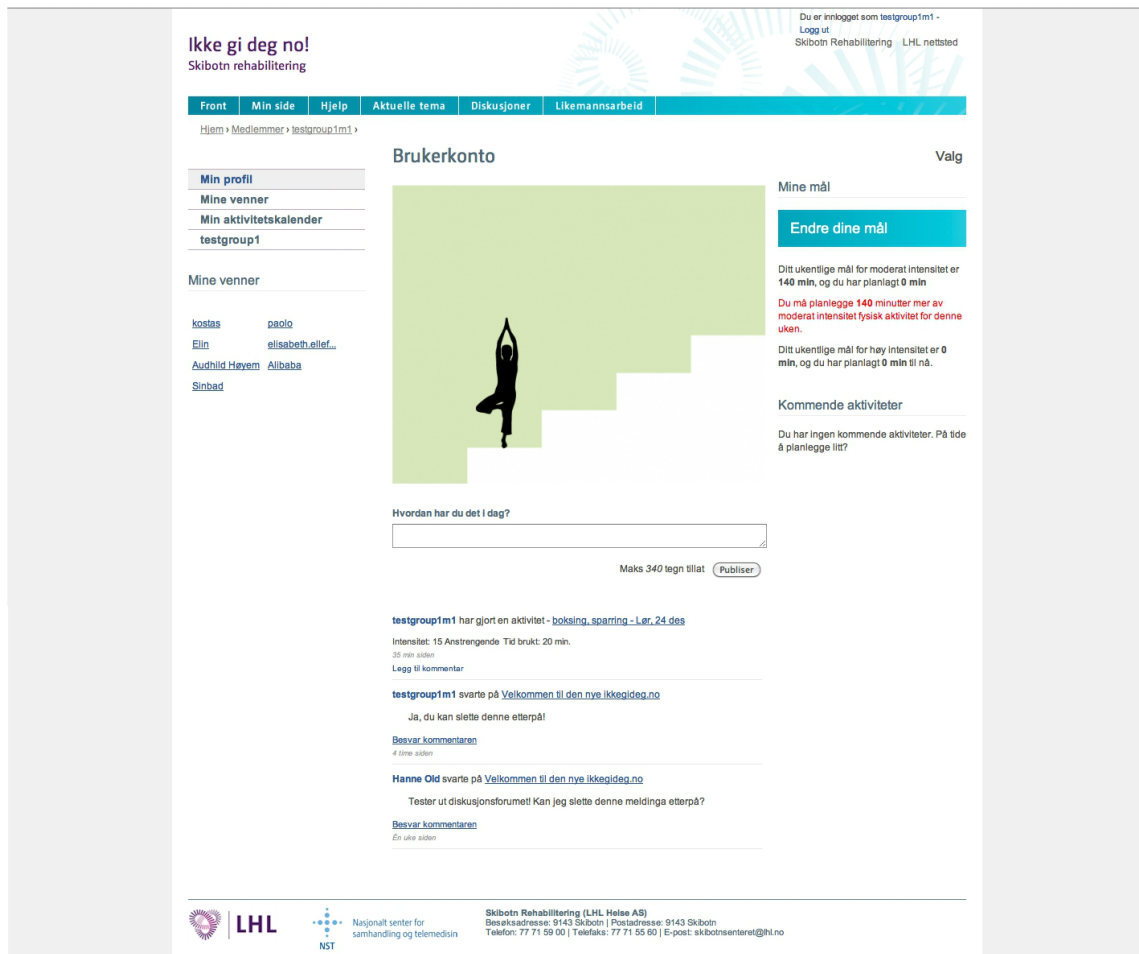 Du er innlogget som testgroup1m1 -
Logg ut
Skibotn Rehabilitering LHL nettsted
Ikke gi deg no!
Skibotn rehabilitering
Front Min side Hjelp Aktuelle tema Diskusjoner Likemannsarbeid
Hjem › Medlemmer › testgroup1m1 ›
Min profil
Mine venner
Min aktivitetskalender
testgroup1
Mine venner
kostas paolo
Elin elisabeth.ellef...
Audhild Høyem Alibaba
Sinbad
Brukerkonto
Hvordan har du det i dag?
Maks 340 tegn tillat Publiser
testgroup1m1 har gjort en aktivitet - boksing, sparring - Lør, 24 des
Intensitet: 15 Anstrengende Tid brukt: 20 min.
35 min siden
Legg til kommentar
testgroup1m1 svarte på Velkommen til den nye ikkegideg.no
Ja, du kan slette denne etterpå!
Besvar kommentaren
4 time siden
Hanne Old svarte på Velkommen til den nye ikkegideg.no
Tester ut diskusjonsforumet! Kan jeg slette denne meldinga etterpå?
Besvar kommentaren
Én uke siden
Valg
Mine mål
Endre dine mål
Ditt ukentlige mål for moderat intensitet er
140 min, og du har planlagt 0 min
Du må planlegge 140 minutter mer av
moderat intensitet fysisk aktivitet for denne
uken.
Ditt ukentlige mål for høy intensitet er 0
min, og du har planlagt 0 min til nå.
Kommende aktiviteter
Du har ingen kommende aktiviteter. På tide
å planlegge litt?
LHL
NST
Nasjonalt senter for
samhandling og telemedisin
Skibotn Rehabilitering (LHL Helse AS)
Besøksadresse: 9143 Skibotn | Postadresse: 9143 Skibotn
Telefon: 77 71 59 00 | Telefaks: 77 71 55 60 | E-post: skibotnsenteret@lhl.no